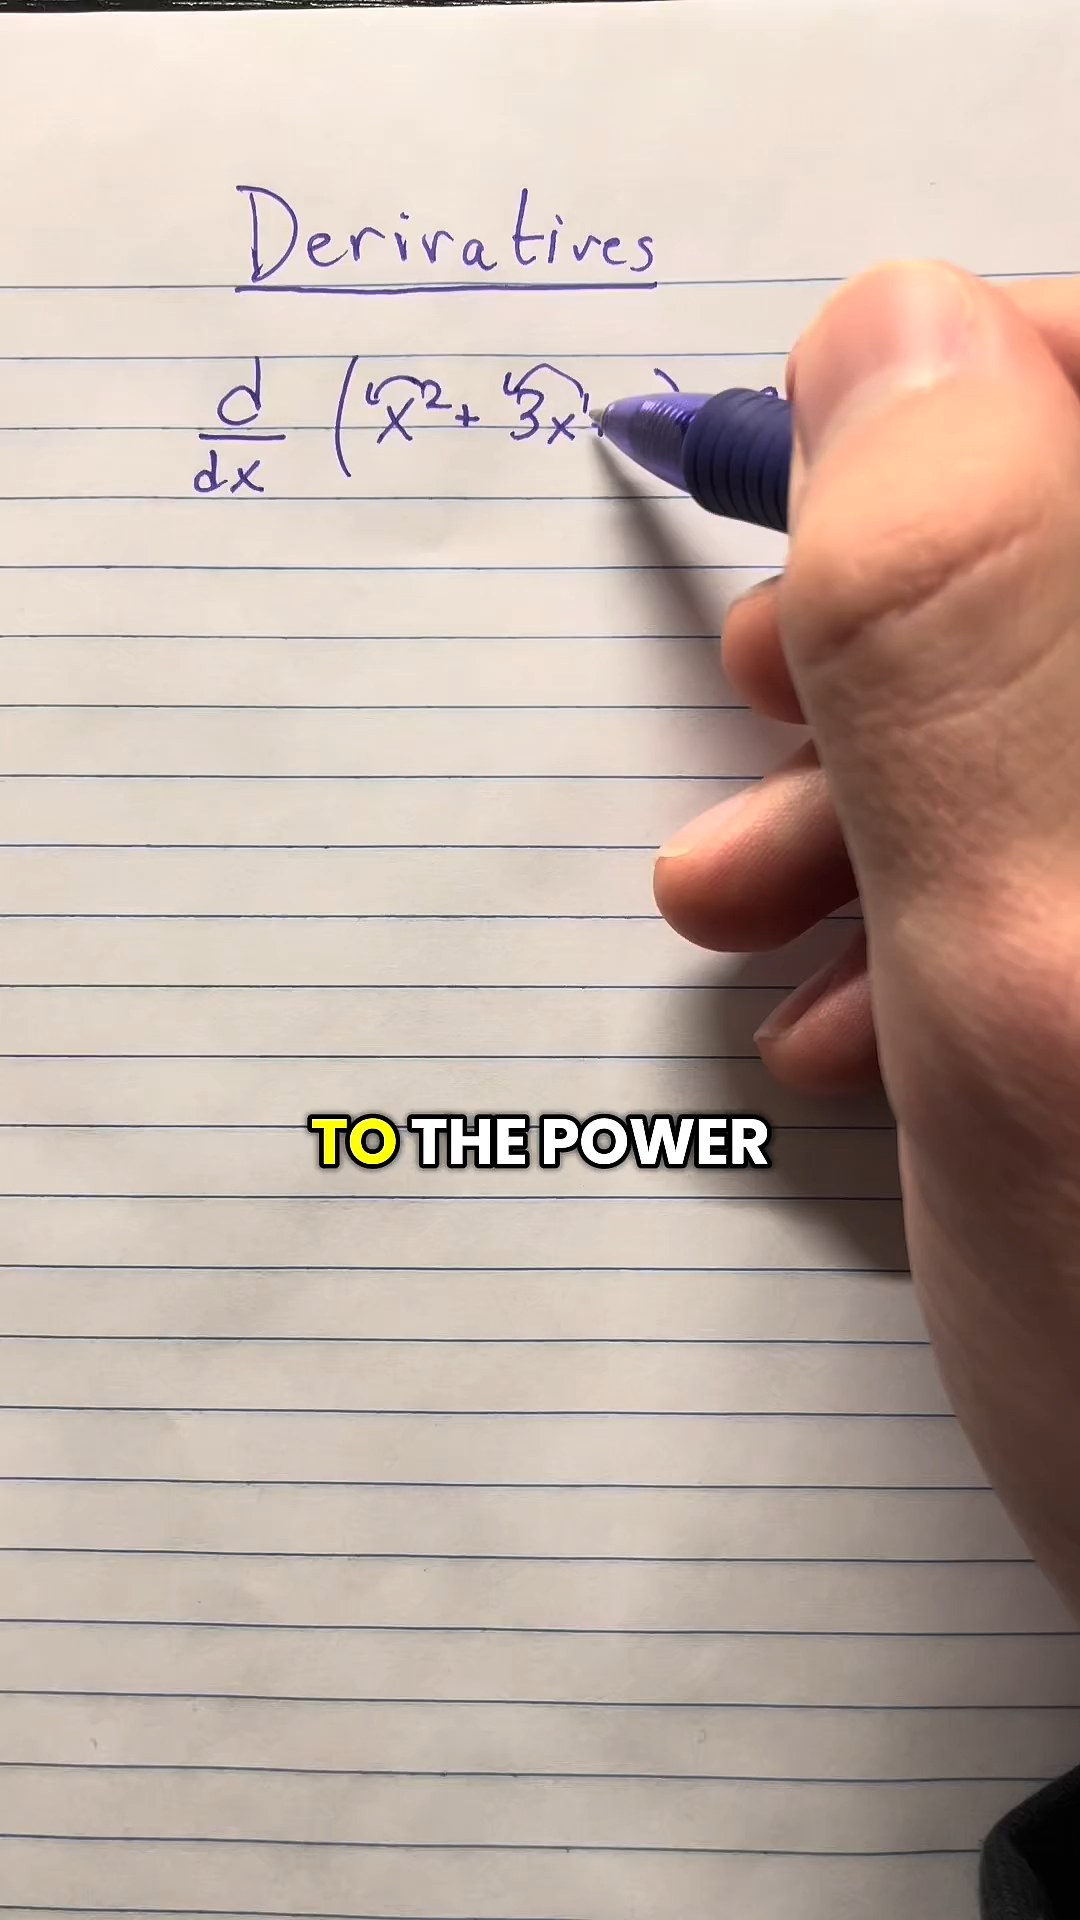 Derivatives
d/dx (x² + 3x¹
TO THE POWER